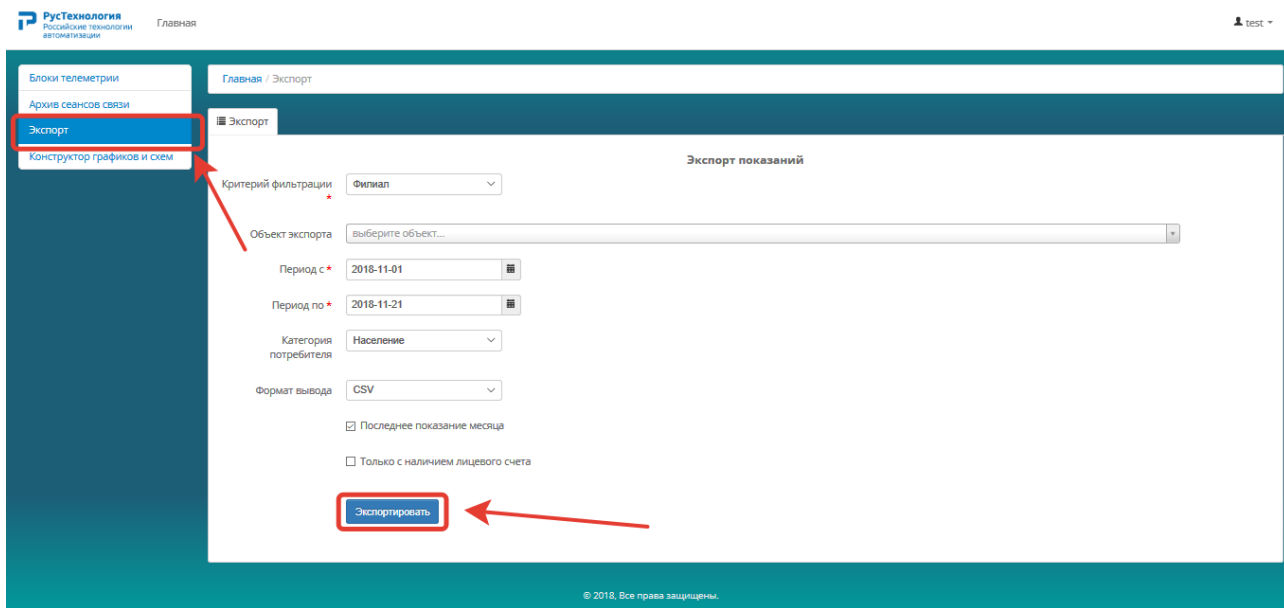 РусТехнология
Российские технологии
автоматизации
Главная
test
Блоки телеметрии
Архив сеансов связи
Экспорт
Конструктор графиков и схем
Главная / Экспорт
Экспорт
Экспорт показаний
Критерий фильтрации *
Филиал
Объект экспорта
выберите объект...
Период с *
2018-11-01
Период по *
2018-11-21
Категория
потребителя
Население
Формат вывода
CSV
Последнее показание месяца
Только с наличием лицевого счета
Экспортировать
© 2018, Все права защищены.